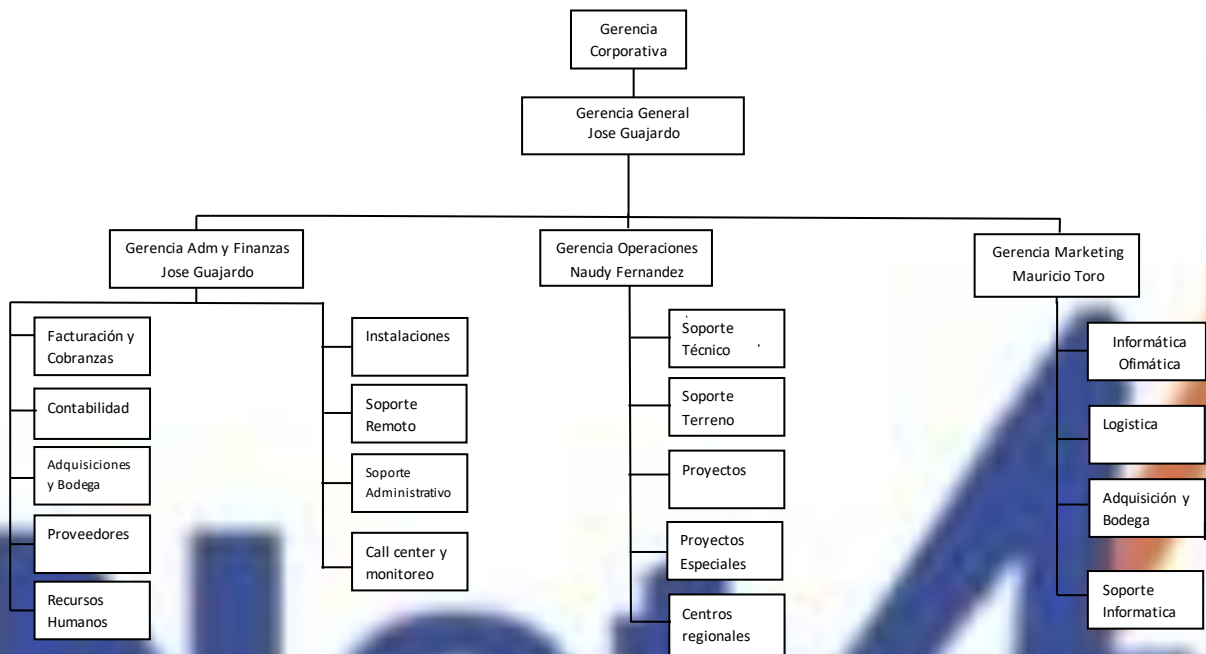 Gerencia
Corporativa
Gerencia General
Jose Guajardo
Gerencia Adm y Finanzas
Jose Guajardo
Gerencia Operaciones
Naudy Fernandez
Gerencia Marketing
Mauricio Toro
Facturación y
Cobranzas
Contabilidad
Adquisiciones
y Bodega
Proveedores
Recursos
Humanos
Instalaciones
Soporte
Remoto
Soporte
Administrativo
Call center y
monitoreo
Soporte
Técnico
Soporte
Terreno
Proyectos
Proyectos
Especiales
Centros
regionales
Informática
Ofimática
Logistica
Adquisición y
Bodega
Soporte
Informatica